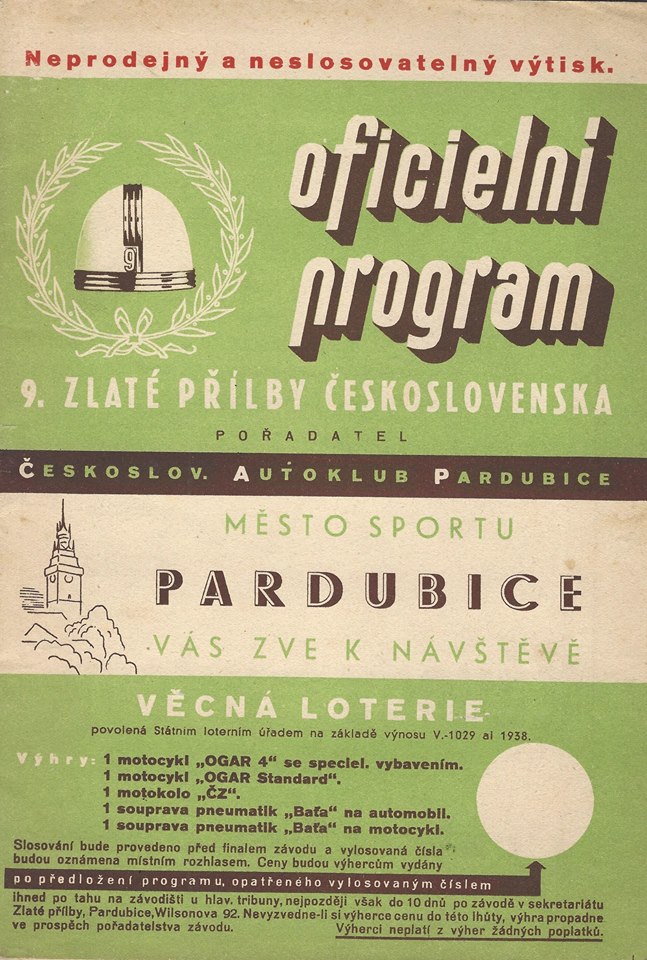 Neprodejný a neslosovatelný výtisk.
oficielní
program
9
9. ZLATÉ PŘÍLBY ČESKOSLOVENSKA
POŘADATEL
ČESKOSLOV. AUTOKLUB PARDUBICE
MĚSTO SPORTU
PARDUBICE
VÁS ZVE K NÁVŠTĚVĚ
VĚCNÁ LOTERIE
povolená Státním loterním úřadem na základě výnosu V.-1029 ai 1938.
Výhry: 1 motocykl „OGAR 4“ se speciel. vybavením.
1 motocykl „OGAR Standard“.
1 motokolo „ČZ“.
1 souprava pneumatik „Baťa“ na automobil.
1 souprava pneumatik „Baťa“ na motocykl.
Slosování bude provedeno před finalem závodu a vylosovaná čísla
budou oznámena místním rozhlasem. Ceny budou výhercům vydány
po předložení programu, opatřeného vylosovaným číslem
ihned po tahu na závodišti u hlav. tribuny, nejpozději však do 10 dnů po závodě v sekretariátu
Zlaté přílby, Pardubice, Wilsonova 92. Nevyzvedne-li si výherce cenu do této lhůty, výhra propadne
ve prospěch pořadatelstva závodu. Výherci neplatí z výher žádných poplatků.